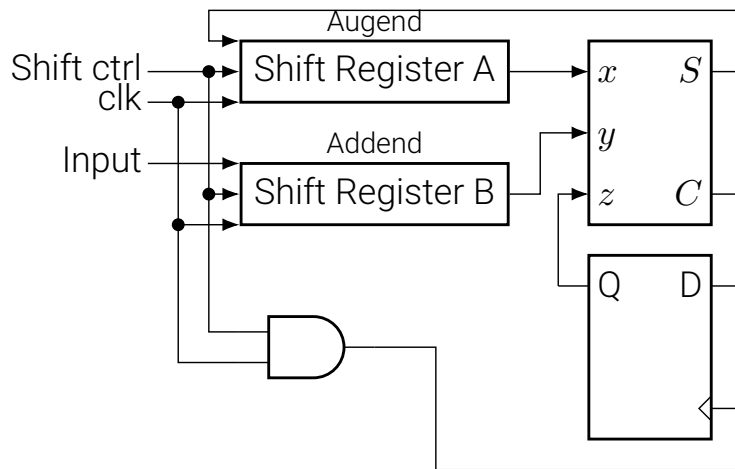 Augend
Shift ctrl
Shift Register A
x
S
clk
Addend
y
Input
Shift Register B
z
C
Q
D